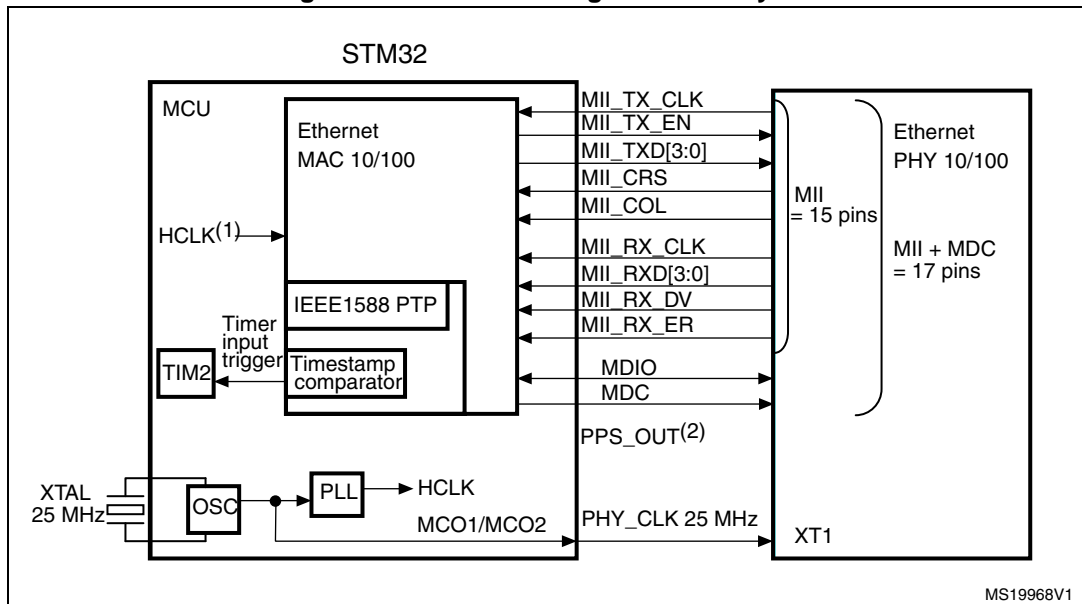 STM32
MCU
Ethernet
MAC 10/100
HCLK(1)
IEEE1588 PTP
Timer
input
trigger
TIM2
Timestamp
comparator
MII_TX_CLK
MII_TX_EN
MII_TXD[3:0]
MII_CRS
MII_COL
MII_RX_CLK
MII_RXD[3:0]
MII_RX_DV
MII_RX_ER
MDIO
MDC
PPS_OUT(2)
MII
= 15 pins
Ethernet
PHY 10/100
MII + MDC
= 17 pins
XTAL
25 MHz
OSC
PLL
HCLK
MCO1/MCO2
PHY_CLK 25 MHz
XT1
MS19968V1